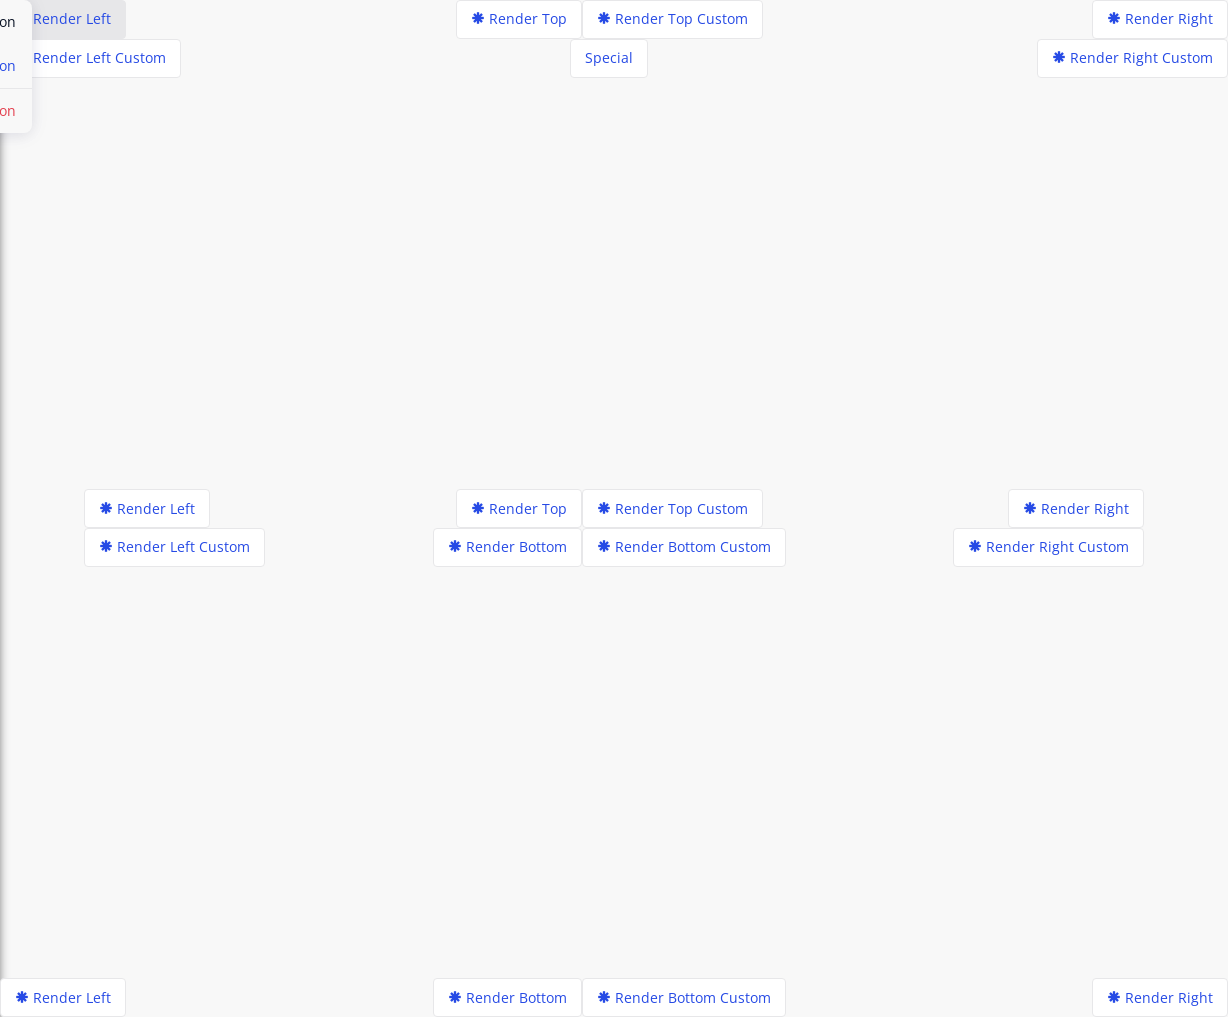 on Render Left Render Top Render Top Custom Render Right
Render Left Custom Special Render Right Custom
on
on
Render Left Render Top Render Top Custom Render Right
Render Left Custom Render Bottom Render Bottom Custom Render Right Custom
Render Left Render Bottom Render Bottom Custom Render Right